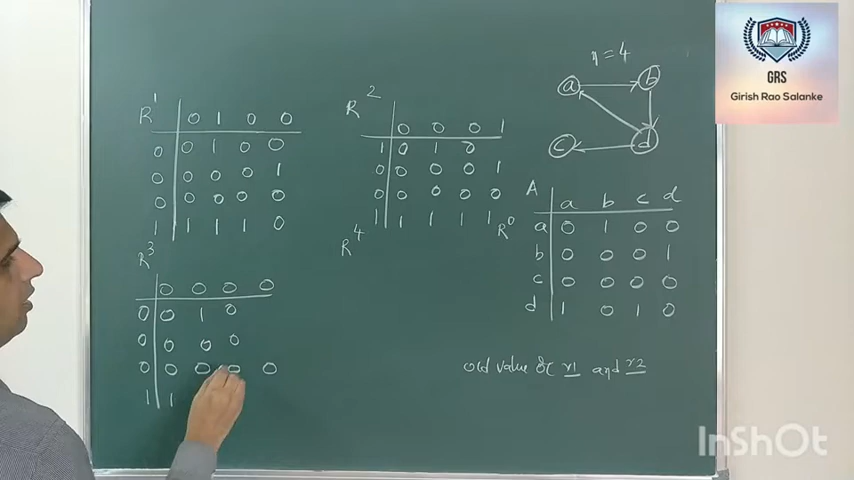 R1 | 0 1 0 0
0 | 0 1 0 0
0 | 0 0 0 1
0 | 0 0 0 0
1 | 1 1 1 0
R2 | 0 0 0 1
1 | 0 1 0
0 | 0 0 0 1
0 | 0 0 0 0
1 | 1 1 1 1
R3 | 0 0 0 0
0 | 0 1 0
0 | 0 0 0
0 | 0 0 0 0
1 | 1
R4
n=4
a b
c d
R0
A | a b c d
a | 0 1 0 0
b | 0 0 0 1
c | 0 0 0 0
d | 1 0 1 0
old value of r1 and r2
GRS
Girish Rao Salanke
InShOt